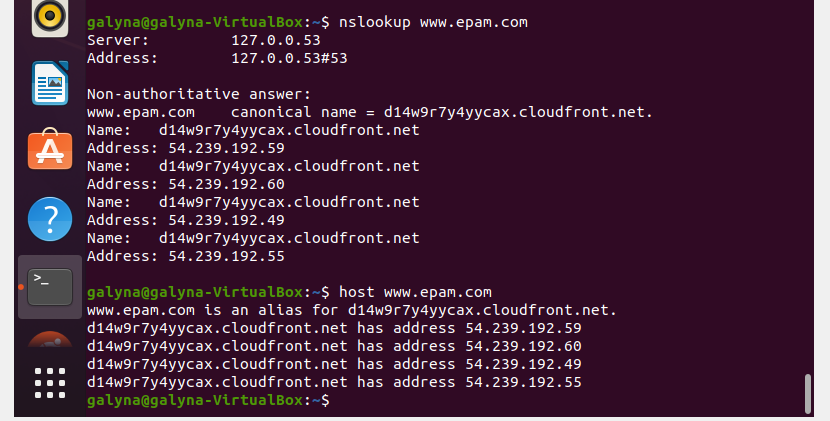 galyna@galyna-VirtualBox:~$ nslookup www.epam.com
Server:         127.0.0.53
Address:        127.0.0.53#53

Non-authoritative answer:
www.epam.com    canonical name = d14w9r7y4yycax.cloudfront.net.
Name:   d14w9r7y4yycax.cloudfront.net
Address: 54.239.192.59
Name:   d14w9r7y4yycax.cloudfront.net
Address: 54.239.192.60
Name:   d14w9r7y4yycax.cloudfront.net
Address: 54.239.192.49
Name:   d14w9r7y4yycax.cloudfront.net
Address: 54.239.192.55

galyna@galyna-VirtualBox:~$ host www.epam.com
www.epam.com is an alias for d14w9r7y4yycax.cloudfront.net.
d14w9r7y4yycax.cloudfront.net has address 54.239.192.59
d14w9r7y4yycax.cloudfront.net has address 54.239.192.60
d14w9r7y4yycax.cloudfront.net has address 54.239.192.49
d14w9r7y4yycax.cloudfront.net has address 54.239.192.55
galyna@galyna-VirtualBox:~$